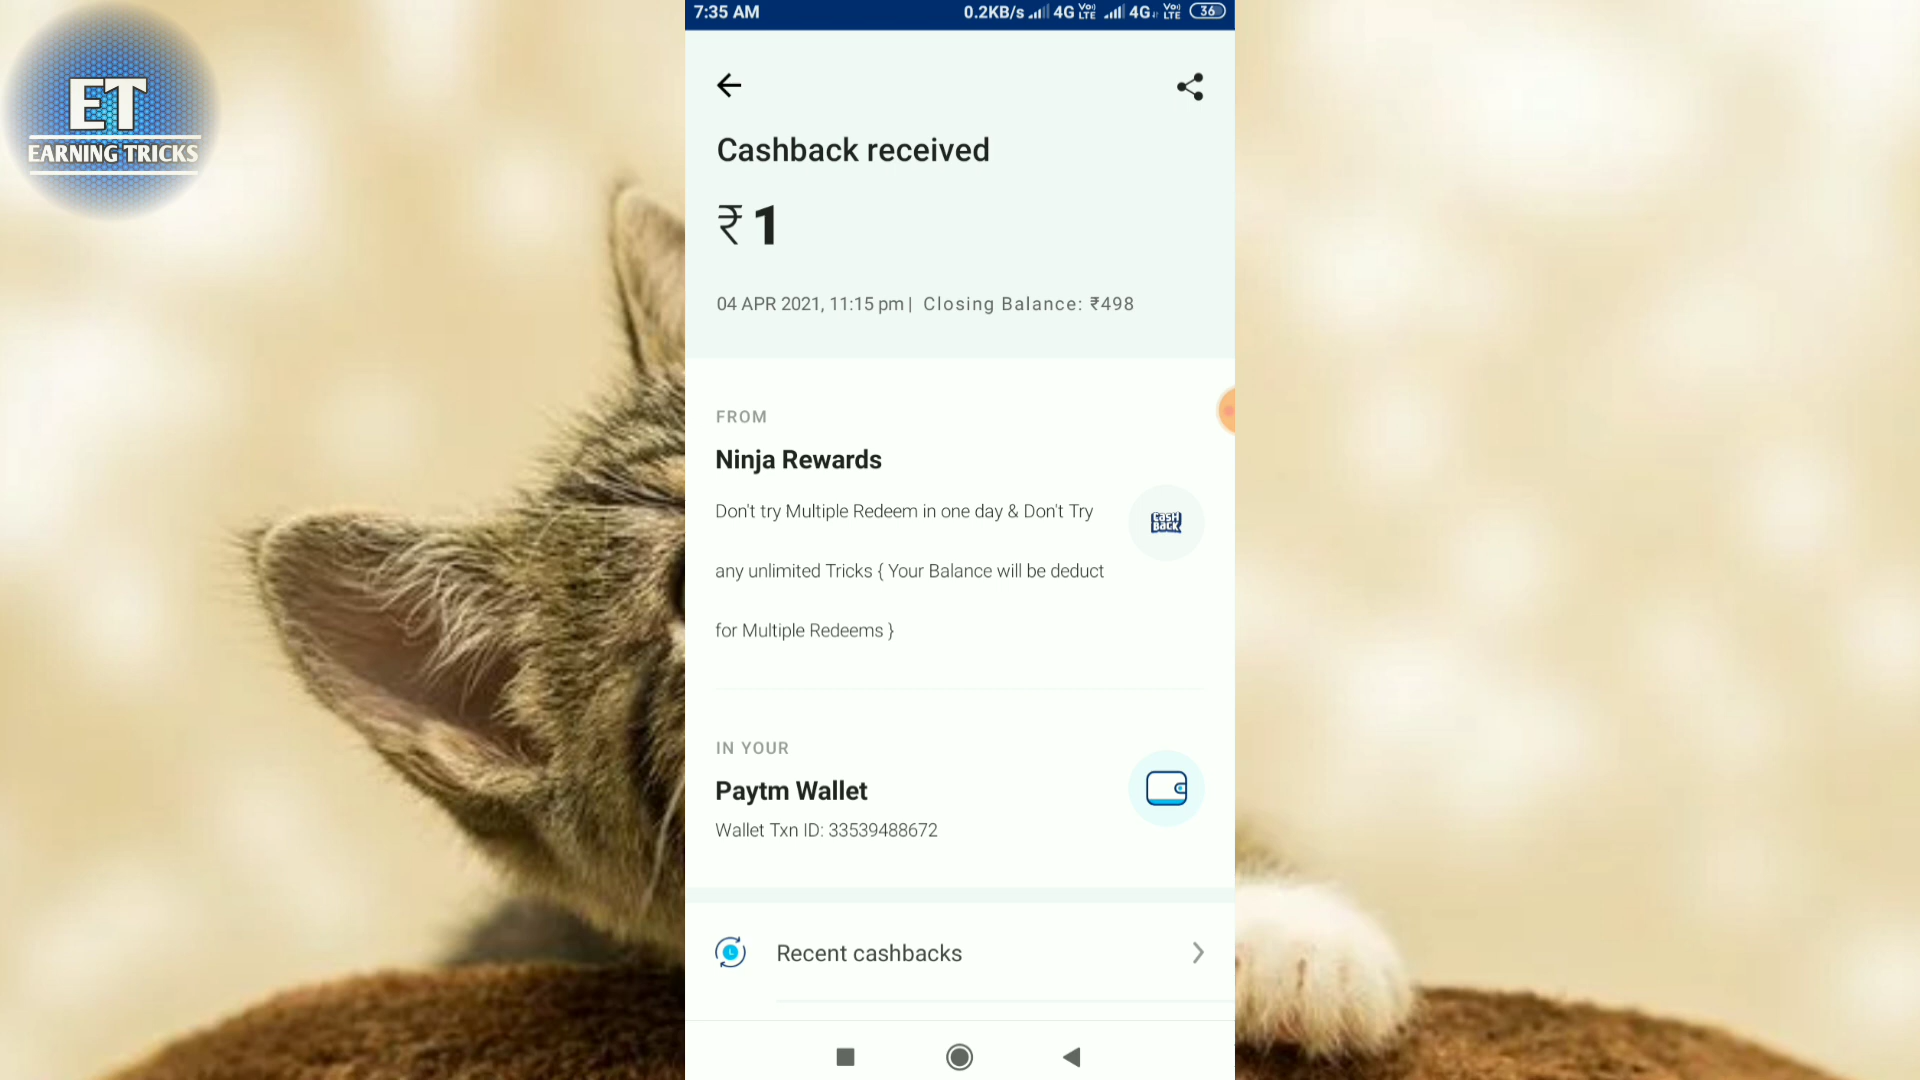 ET
EARNING TRICKS
7:35 AM
0.2KB/s 4G VoLTE 4G VoLTE 36
Cashback received
₹1
04 APR 2021, 11:15 pm | Closing Balance: ₹498
FROM
Ninja Rewards
Don't try Multiple Redeem in one day & Don't Try
any unlimited Tricks { Your Balance will be deduct
for Multiple Redeems }
CASH
BACK
IN YOUR
Paytm Wallet
Wallet Txn ID: 33539488672
Recent cashbacks